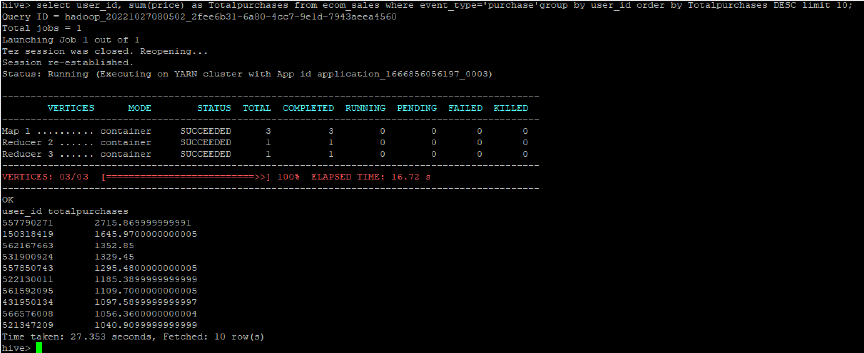 hive> select user_id, sum(price) as Totalpurchases from ecom_sales where event_type='purchase'group by user_id order by Totalpurchases DESC limit 10;
Query ID = hadoop_20221027080502_2fee6b31-6a80-4cc7-9e1d-7943aeea4560
Total jobs = 1
Launching Job 1 out of 1
Tez session was closed. Reopening...
Session re-established.
Status: Running (Executing on YARN cluster with App id application_1666856056197_0003)
----------------------------------------------------------------------------------------------
VERTICES MODE STATUS TOTAL COMPLETED RUNNING PENDING FAILED KILLED
----------------------------------------------------------------------------------------------
Map 1 .......... container SUCCEEDED 3 3 0 0 0 0
Reducer 2 ...... container SUCCEEDED 1 1 0 0 0 0
Reducer 3 ...... container SUCCEEDED 1 1 0 0 0 0
----------------------------------------------------------------------------------------------
VERTICES: 03/03 [==========================>>] 100% ELAPSED TIME: 16.72 s
----------------------------------------------------------------------------------------------
OK
user_id totalpurchases
557790271 2715.869999999991
150318419 1645.9700000000005
562167663 1352.85
531900924 1329.45
557850743 1295.4800000000005
522130011 1185.3899999999999
561592095 1109.7000000000005
431950134 1097.5899999999997
566576008 1056.3600000000004
521347209 1040.9099999999999
Time taken: 27.353 seconds, Fetched: 10 row(s)
hive>